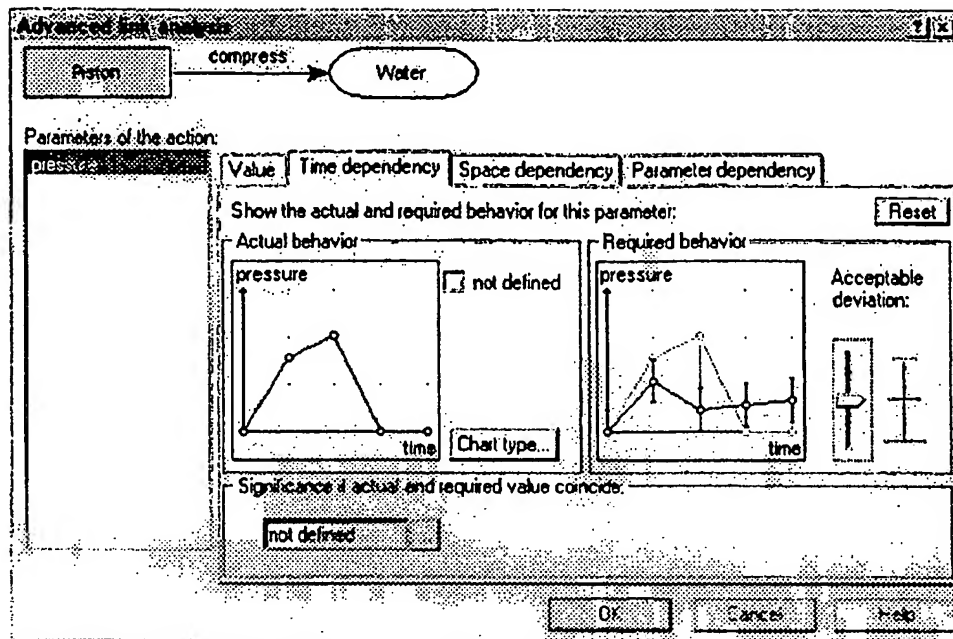 Advanced link analysis
? x
Piston
compress
Water
Parameters of the action:
pressure
Value
Time dependency
Space dependency
Parameter dependency
Show the actual and required behavior for this parameter:
Reset
Actual behavior
pressure
not defined
time
Chart type...
Required behavior
pressure
Acceptable
deviation:
time
Significance if actual and required value coincide:
not defined
OK
Cancel
Help